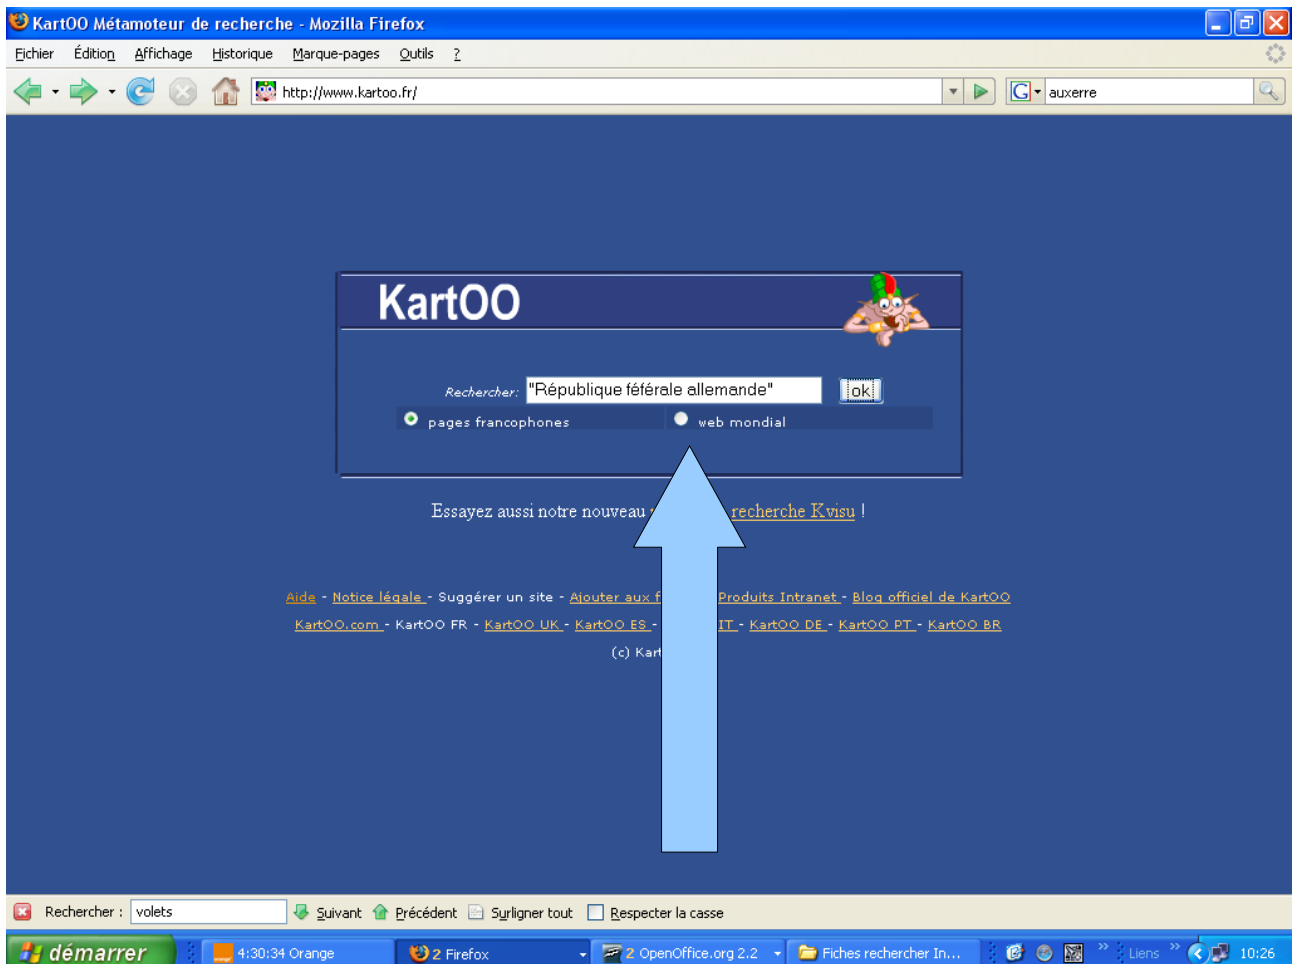 KartOO Métamoteur de recherche - Mozilla Firefox
Fichier Édition Affichage Historique Marque-pages Outils ?
http://www.kartoo.fr/ G auxerre
KartOO
Rechercher: "République féférale allemande" ok
pages francophones web mondial
Essayez aussi notre nouveau recherche Kvisu !
Aide - Notice légale - Suggérer un site - Ajouter aux Produits Intranet - Blog officiel de KartOO
KartOO.com - KartOO FR - KartOO UK - KartOO ES - IT - KartOO DE - KartOO PT - KartOO BR
(c)
Rechercher : volets Suivant Précédent Surligner tout Respecter la casse
démarrer 4:30:34 Orange 2 Firefox 2 OpenOffice.org 2.2 Fiches rechercher In... » Liens » 10:26